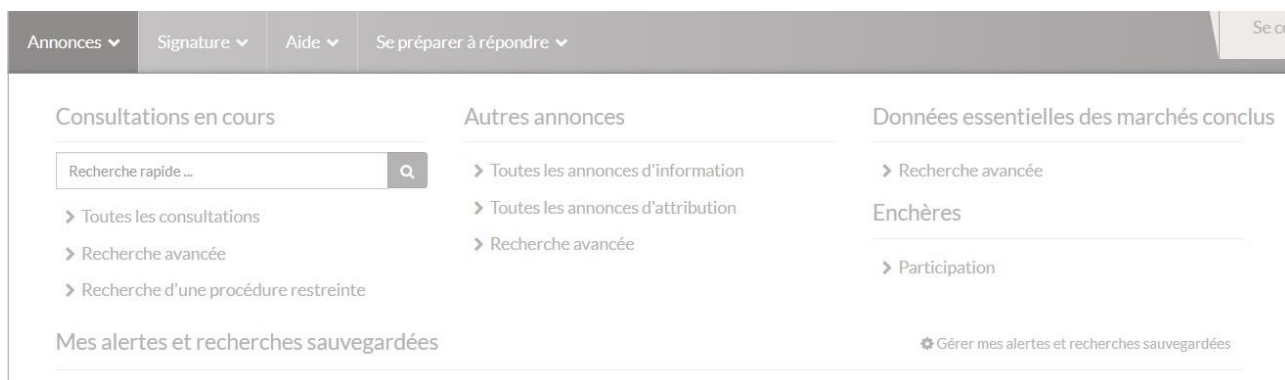 Annonces Signature Aide Se préparer à répondre
Consultations en cours
Recherche rapide ...
Toutes les consultations
Recherche avancée
Recherche d'une procédure restreinte
Autres annonces
Toutes les annonces d'information
Toutes les annonces d'attribution
Recherche avancée
Données essentielles des marchés conclus
Recherche avancée
Enchères
Participation
Mes alertes et recherches sauvegardées
Gérer mes alertes et recherches sauvegardées